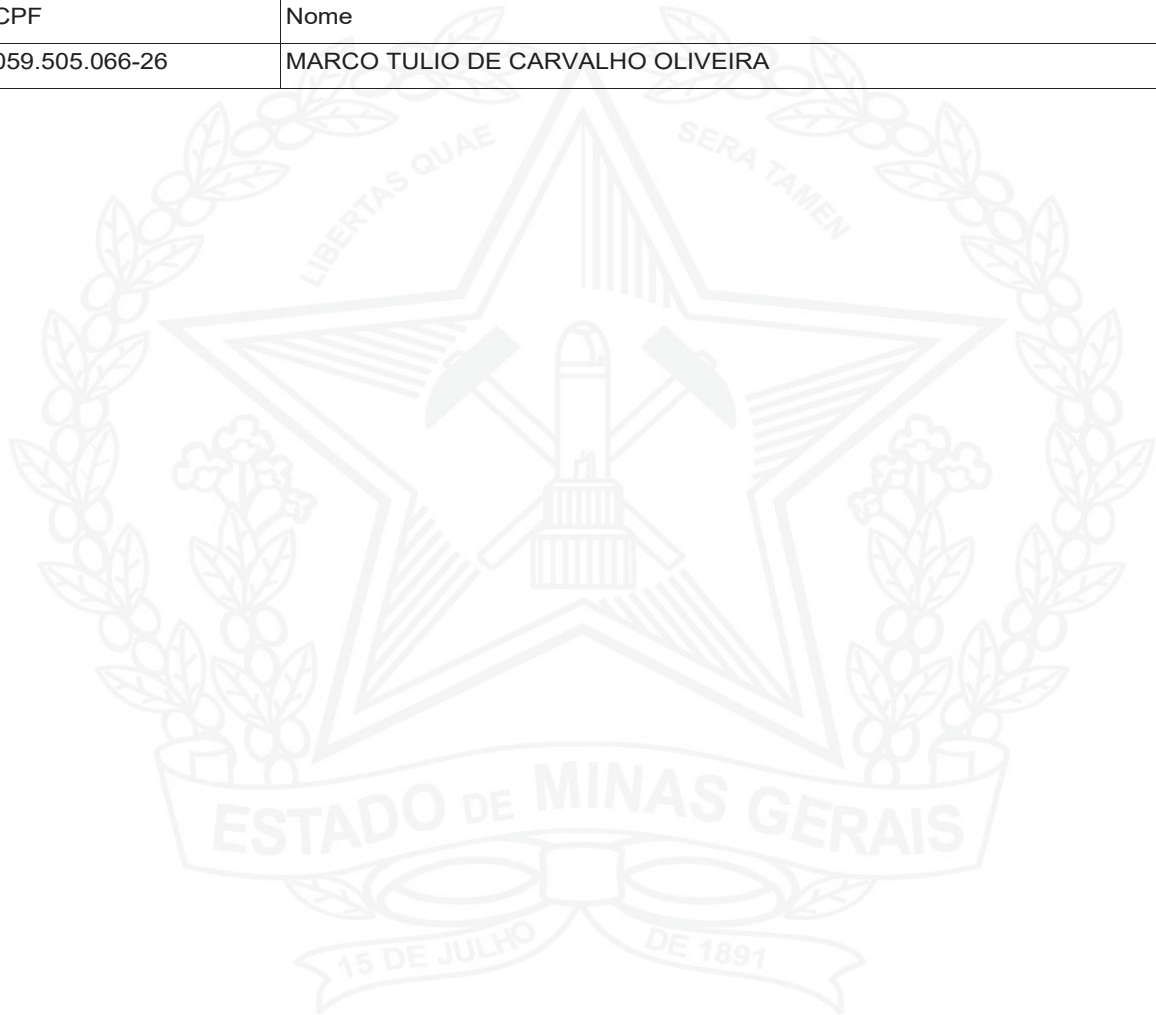 CPF Nome
059.505.066-26 MARCO TULIO DE CARVALHO OLIVEIRA
LIBERTAS QUAE SERA TAMEN
ESTADO DE MINAS GERAIS
15 DE JULHO DE 1891